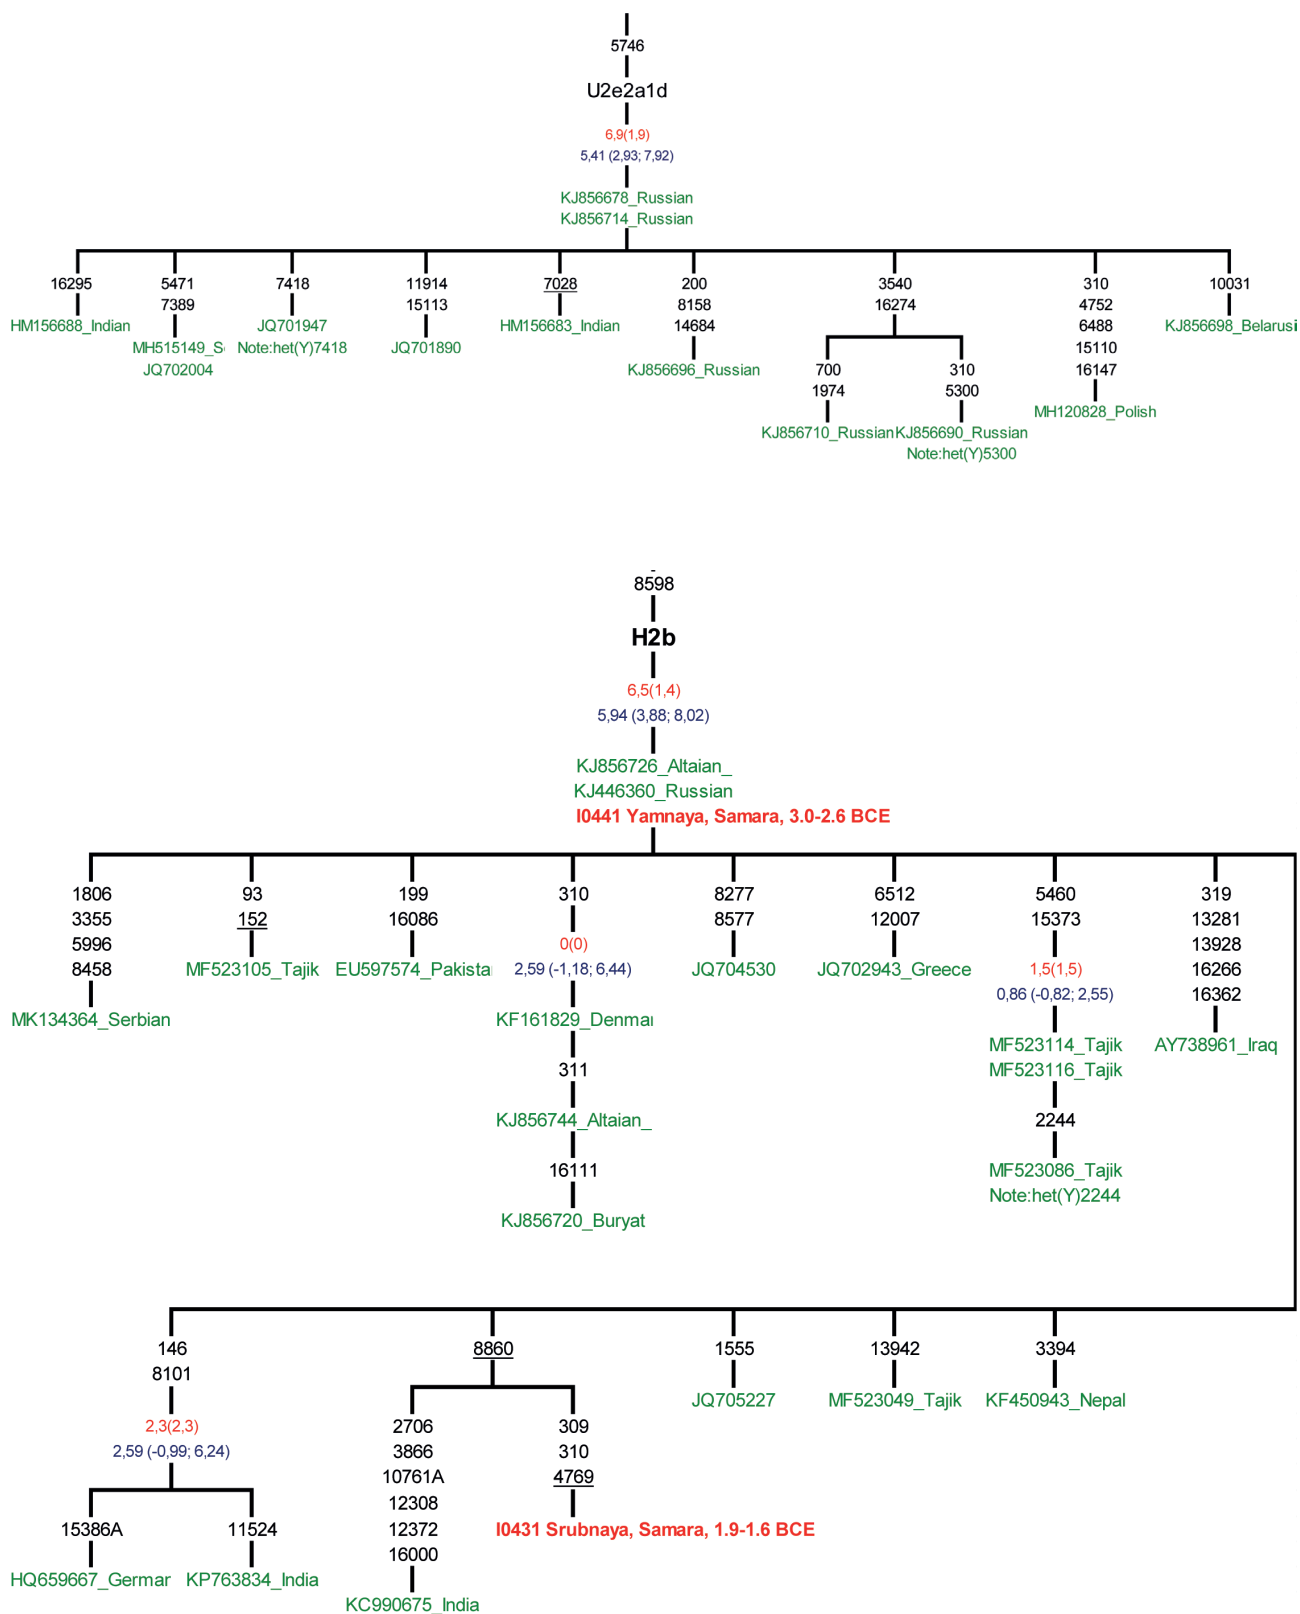 5746
U2e2a1d
6,9(1,9)
5,41 (2,93; 7,92)
KJ856678_Russian
KJ856714_Russian
16295
HM156688_Indian
5471
7389
MH515149_S
JQ702004
7418
JQ701947
Note:het(Y)7418
11914
15113
JQ701890
7028
HM156683_Indian
200
8158
14684
KJ856696_Russian
3540
16274
700
1974
KJ856710_Russian
310
5300
KJ856690_Russian
Note:het(Y)5300
310
4752
6488
15110
16147
MH120828_Polish
10031
KJ856698_Belarusi
8598
H2b
6,5(1,4)
5,94 (3,88; 8,02)
KJ856726_Altaian_
KJ446360_Russian
I0441 Yamnaya, Samara, 3.0-2.6 BCE
1806
3355
5996
8458
MK134364_Serbian
93
152
MF523105_Tajik
199
16086
EU597574_Pakista
310
0(0)
2,59 (-1,18; 6,44)
KF161829_Denmar
311
KJ856744_Altaian_
16111
KJ856720_Buryat
8277
8577
JQ704530
6512
12007
JQ702943_Greece
5460
15373
1,5(1,5)
0,86 (-0,82; 2,55)
MF523114_Tajik
MF523116_Tajik
2244
MF523086_Tajik
Note:het(Y)2244
319
13281
13928
16266
16362
AY738961_Iraq
146
8101
2,3(2,3)
2,59 (-0,99; 6,24)
15386A
HQ659667_German
11524
KP763834_India
8860
2706
3866
10761A
12308
12372
16000
KC990675_India
309
310
4769
I0431 Srubnaya, Samara, 1.9-1.6 BCE
1555
JQ705227
13942
MF523049_Tajik
3394
KF450943_Nepal